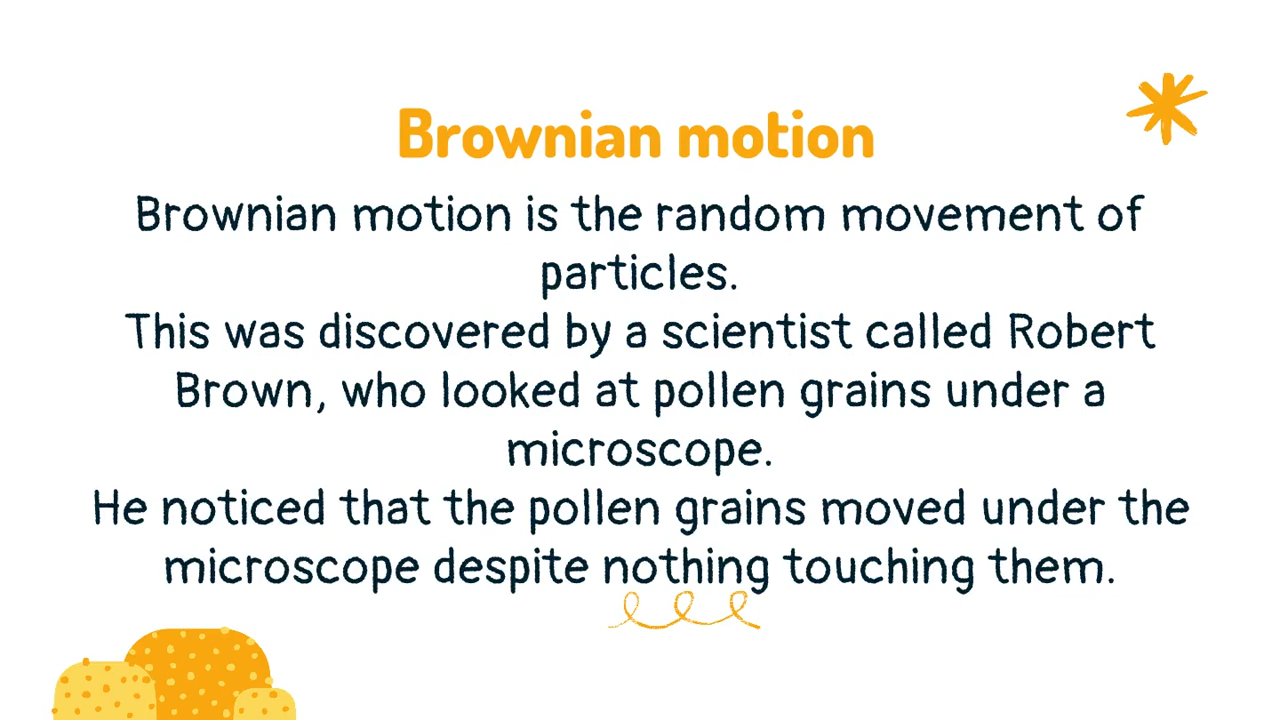 Brownian motion
Brownian motion is the random movement of
particles.
This was discovered by a scientist called Robert
Brown, who looked at pollen grains under a
microscope.
He noticed that the pollen grains moved under the
microscope despite nothing touching them.